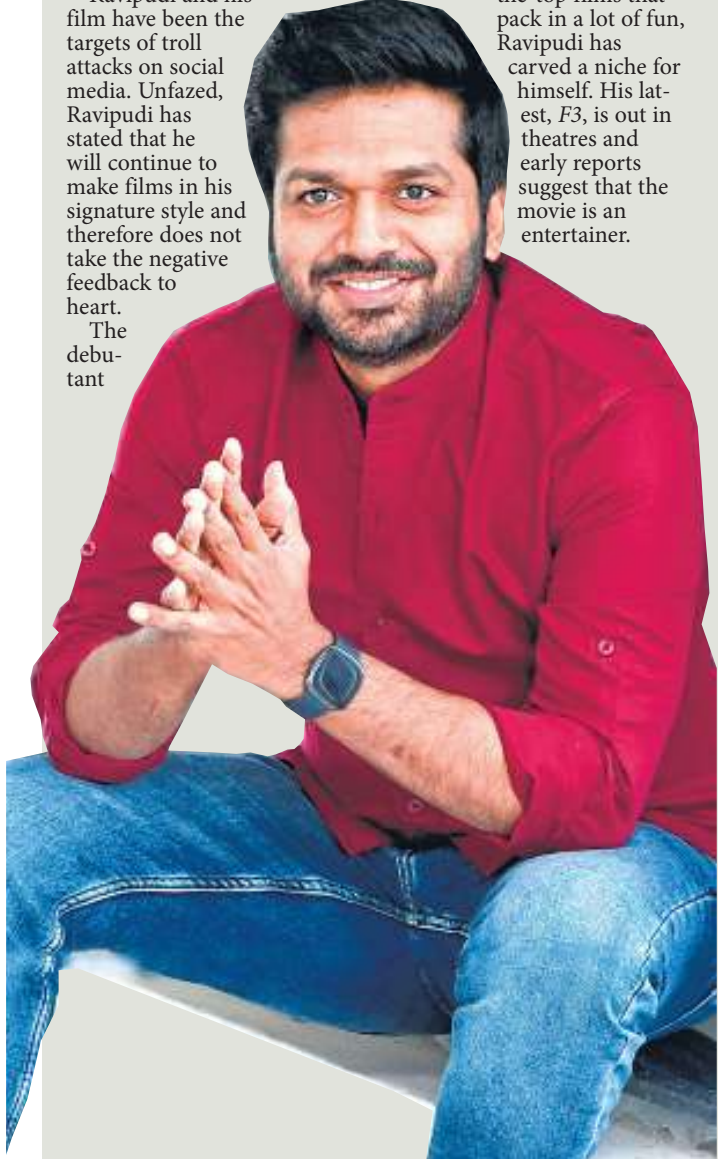 Ravipudi and his
film have been the
targets of troll
attacks on social
media. Unfazed,
Ravipudi has
stated that he
will continue to
make films in his
signature style and
therefore does not
take the negative
feedback to
heart.
The
debu-
tant
the-top films that
pack in a lot of fun,
Ravipudi has
carved a niche for
himself. His lat-
est, F3, is out in
theatres and
early reports
suggest that the
movie is an
entertainer.